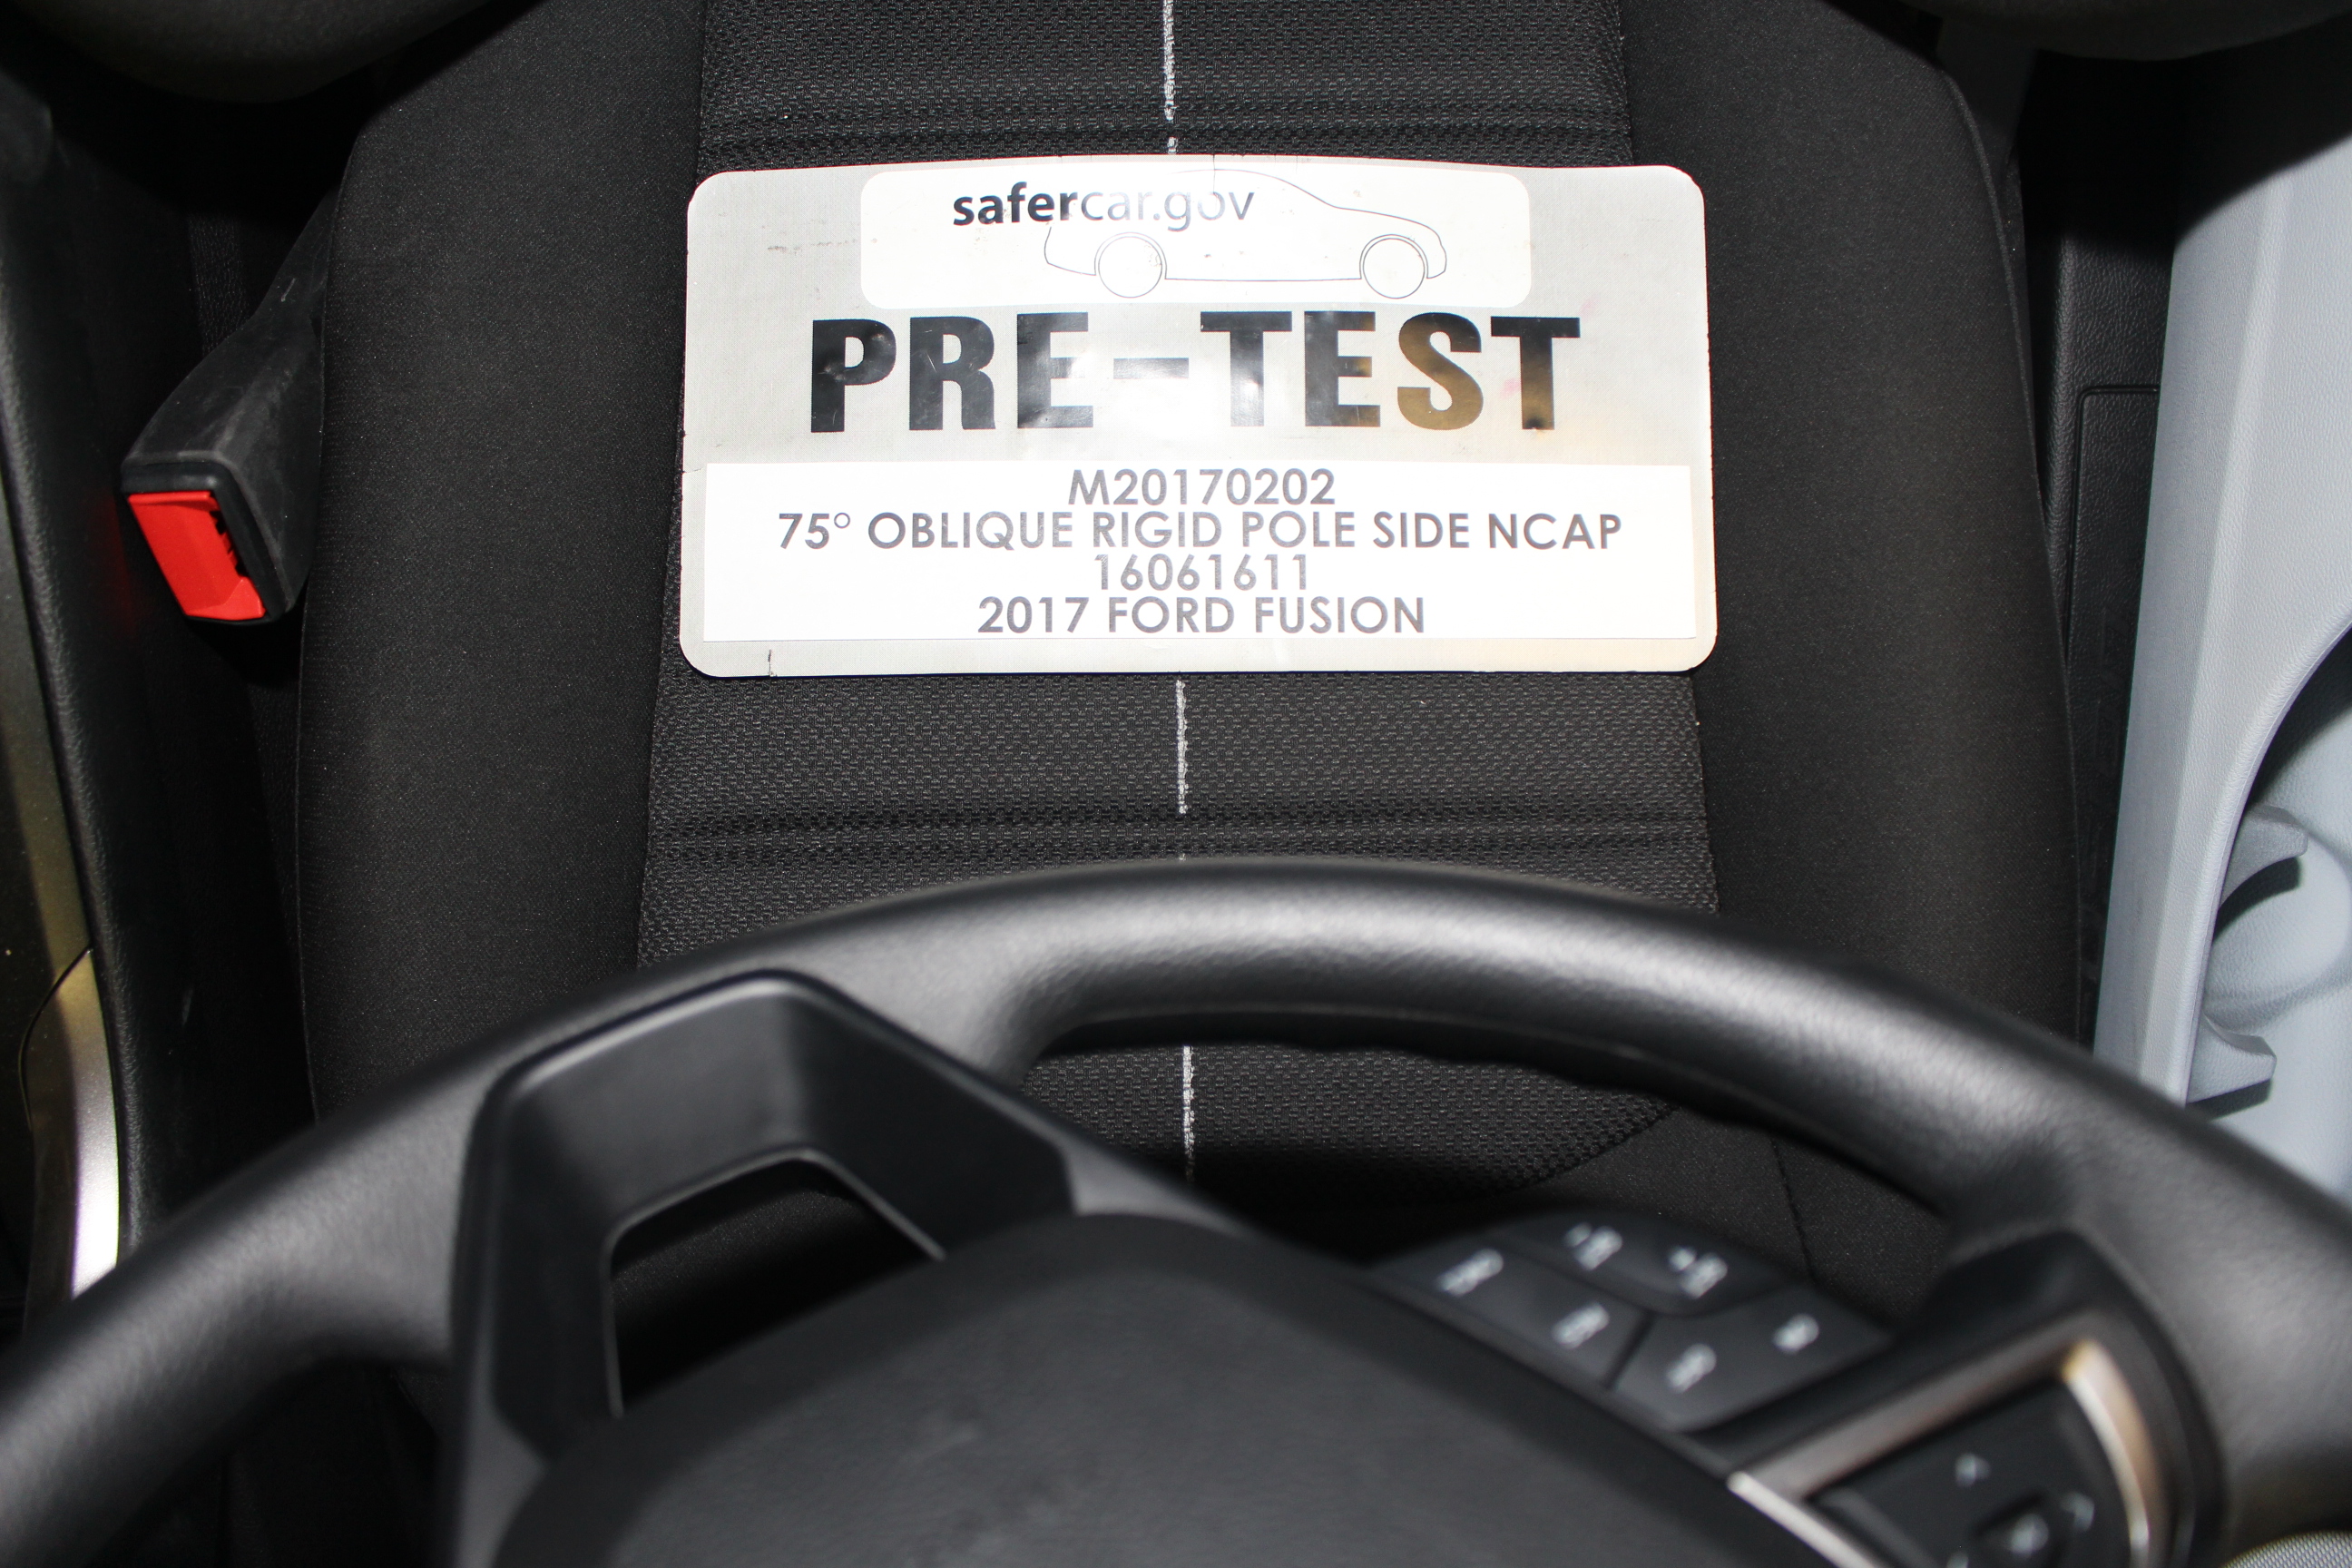 safercar.gov
PRE-TEST
M20170202
75° OBLIQUE RIGID POLE SIDE NCAP
16061611
2017 FORD FUSION